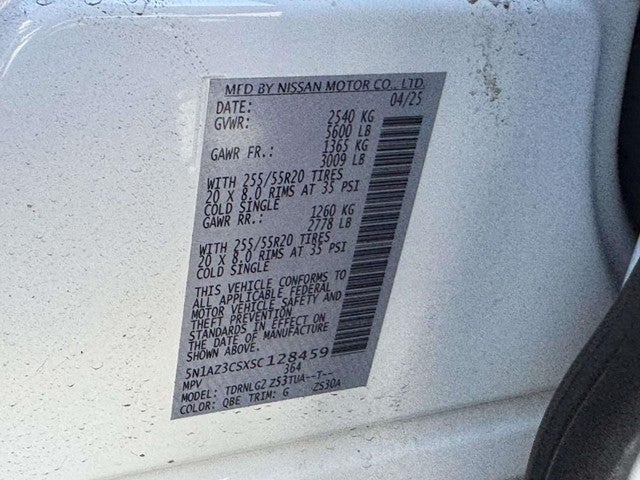 MFD BY NISSAN MOTOR CO., LTD.
DATE: 04/25
GVWR: 2540 KG
5600 LB
GAWR FR.: 1365 KG
3009 LB
WITH 255/55R20 TIRES
20 X 8.0 RIMS AT 35 PSI
COLD SINGLE
GAWR RR.: 1260 KG
2778 LB
WITH 255/55R20 TIRES
20 X 8.0 RIMS AT 35 PSI
COLD SINGLE
THIS VEHICLE CONFORMS TO
ALL APPLICABLE FEDERAL
MOTOR VEHICLE SAFETY AND
THEFT PREVENTION
STANDARDS IN EFFECT ON
THE DATE OF MANUFACTURE
SHOWN ABOVE.
5N1AZ3CSXSC128459
MPV 364
MODEL: TDRNLG2 Z53TUA--T--
COLOR: QBE TRIM: G ZS30A